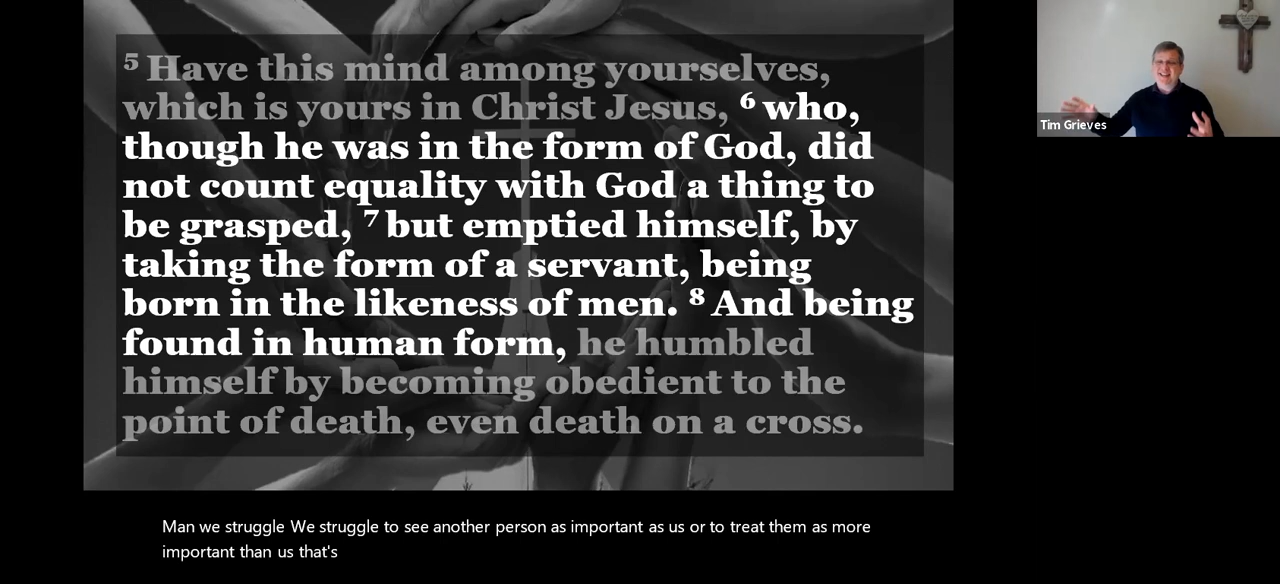 ⁵ Have this mind among yourselves,
which is yours in Christ Jesus, ⁶ who,
though he was in the form of God, did
not count equality with God a thing to
be grasped, ⁷ but emptied himself, by
taking the form of a servant, being
born in the likeness of men. ⁸ And being
found in human form, he humbled
himself by becoming obedient to the
point of death, even death on a cross.
Tim Grieves
Man we struggle We struggle to see another person as important as us or to treat them as more
important than us that's